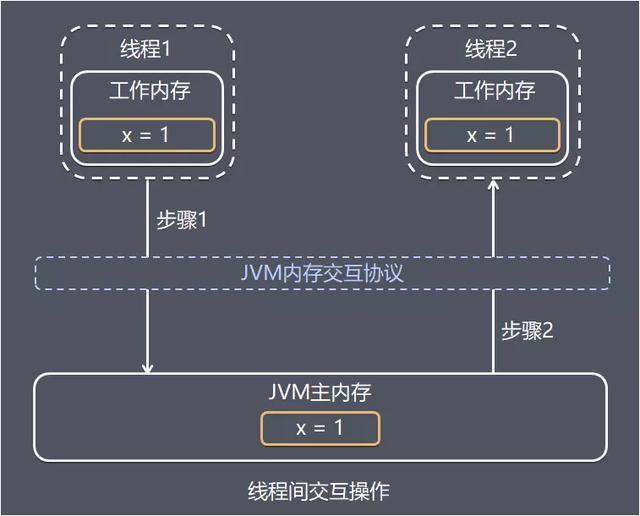 线程1
线程2
工作内存
工作内存
x = 1
x = 1
步骤1
JVM内存交互协议
步骤2
JVM主内存
x = 1
线程间交互操作